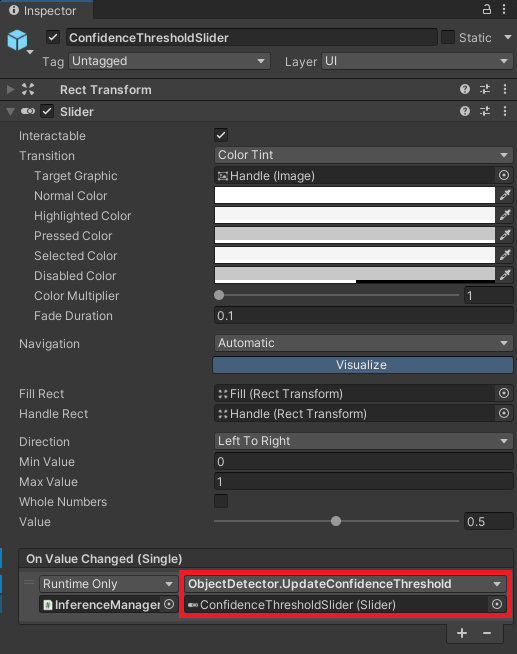 Inspector
ConfidenceThresholdSlider
Static
Tag Untagged Layer UI
Rect Transform
Slider
Interactable
Transition Color Tint
Target Graphic Handle (Image)
Normal Color
Highlighted Color
Pressed Color
Selected Color
Disabled Color
Color Multiplier 1
Fade Duration 0.1
Navigation Automatic
Visualize
Fill Rect Fill (Rect Transform)
Handle Rect Handle (Rect Transform)
Direction Left To Right
Min Value 0
Max Value 1
Whole Numbers
Value 0.5
On Value Changed (Single)
Runtime Only ObjectDetector.UpdateConfidenceThreshold
InferenceManager ConfidenceThresholdSlider (Slider)